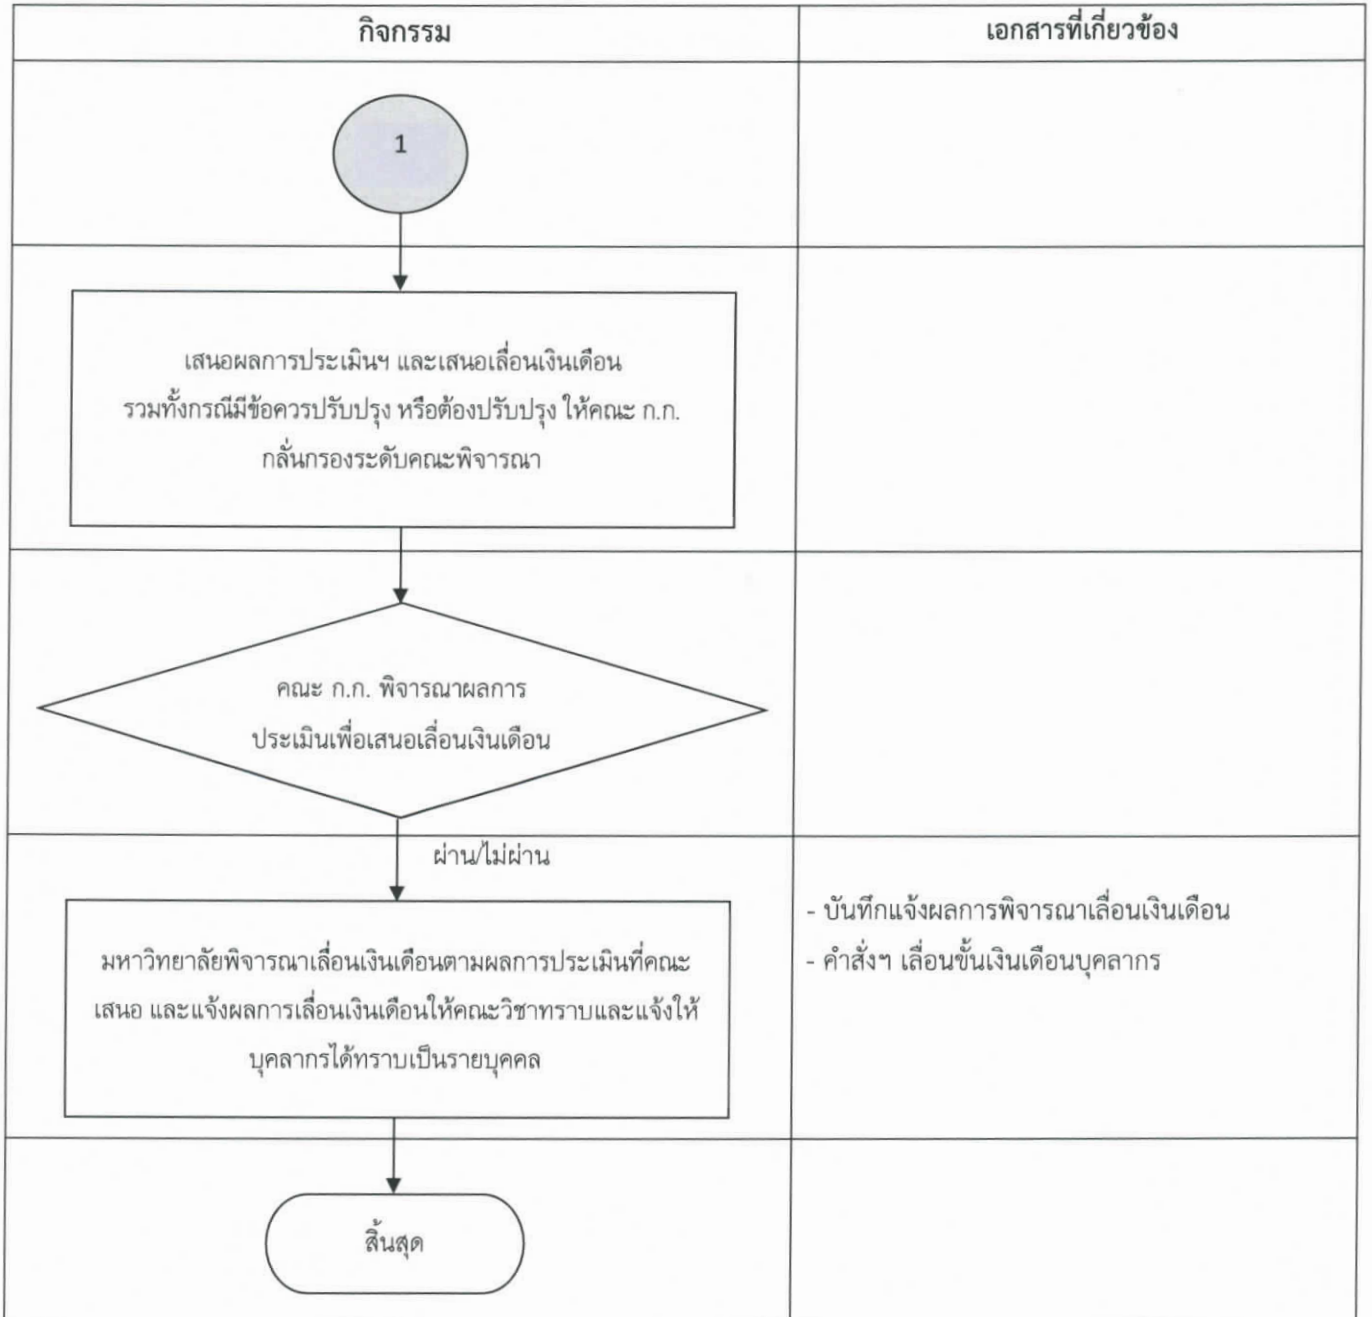 กิจกรรม
เอกสารที่เกี่ยวข้อง
1
เสนอผลการประเมินฯ และเสนอเลื่อนเงินเดือน
รวมทั้งกรณีมีข้อควรปรับปรุง หรือต้องปรับปรุง ให้คณะ ก.ก.
กลั่นกรองระดับคณะพิจารณา
คณะ ก.ก. พิจารณาผลการ
ประเมินเพื่อเสนอเลื่อนเงินเดือน
ผ่าน/ไม่ผ่าน
มหาวิทยาลัยพิจารณาเลื่อนเงินเดือนตามผลการประเมินที่คณะ
เสนอ และแจ้งผลการเลื่อนเงินเดือนให้คณะวิชาทราบและแจ้งให้
บุคลากรได้ทราบเป็นรายบุคคล
- บันทึกแจ้งผลการพิจารณาเลื่อนเงินเดือน
- คำสั่งฯ เลื่อนขั้นเงินเดือนบุคลากร
สิ้นสุด